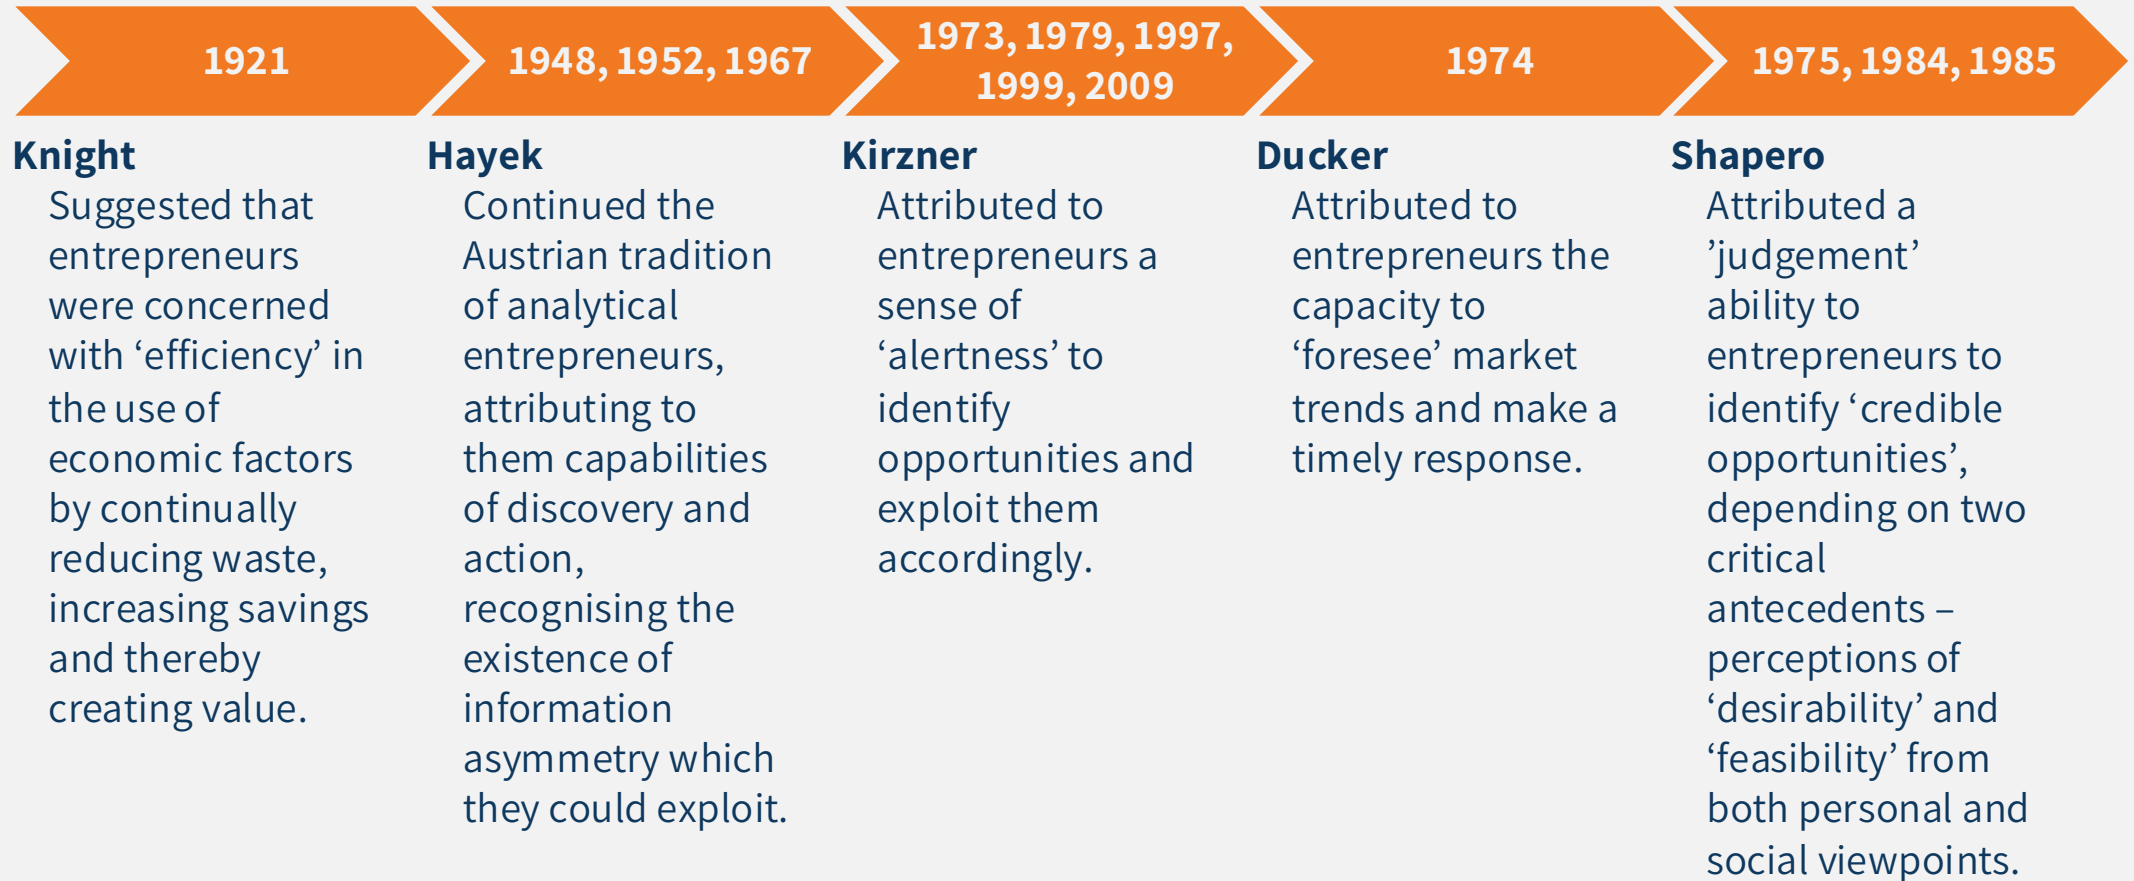 1921
Knight
Suggested that
entrepreneurs
were concerned
with ‘efficiency’ in
the use of
economic factors
by continually
reducing waste,
increasing savings
and thereby
creating value.
1948, 1952, 1967
Hayek
Continued the
Austrian tradition
of analytical
entrepreneurs,
attributing to
them capabilities
of discovery and
action,
recognising the
existence of
information
asymmetry which
they could exploit.
1973, 1979, 1997,
1999, 2009
Kirzner
Attributed to
entrepreneurs a
sense of
‘alertness’ to
identify
opportunities and
exploit them
accordingly.
1974
Ducker
Attributed to
entrepreneurs the
capacity to
‘foresee’ market
trends and make a
timely response.
1975, 1984, 1985
Shapero
Attributed a
’judgement’
ability to
entrepreneurs to
identify ‘credible
opportunities’,
depending on two
critical
antecedents –
perceptions of
‘desirability’ and
‘feasibility’ from
both personal and
social viewpoints.